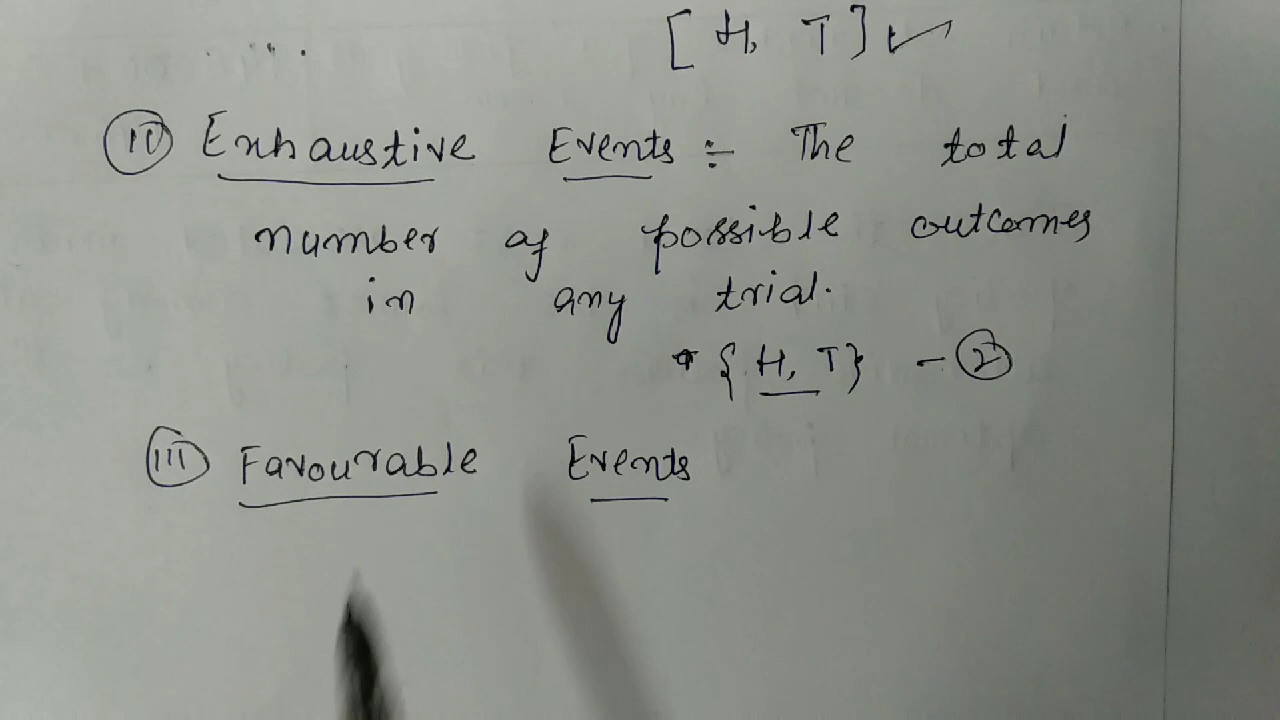 [H, T] ✓
(ii) Exhaustive Events :- The total
number of possible outcomes
in any trial.
{H, T} - (2)
(iii) Favourable Events